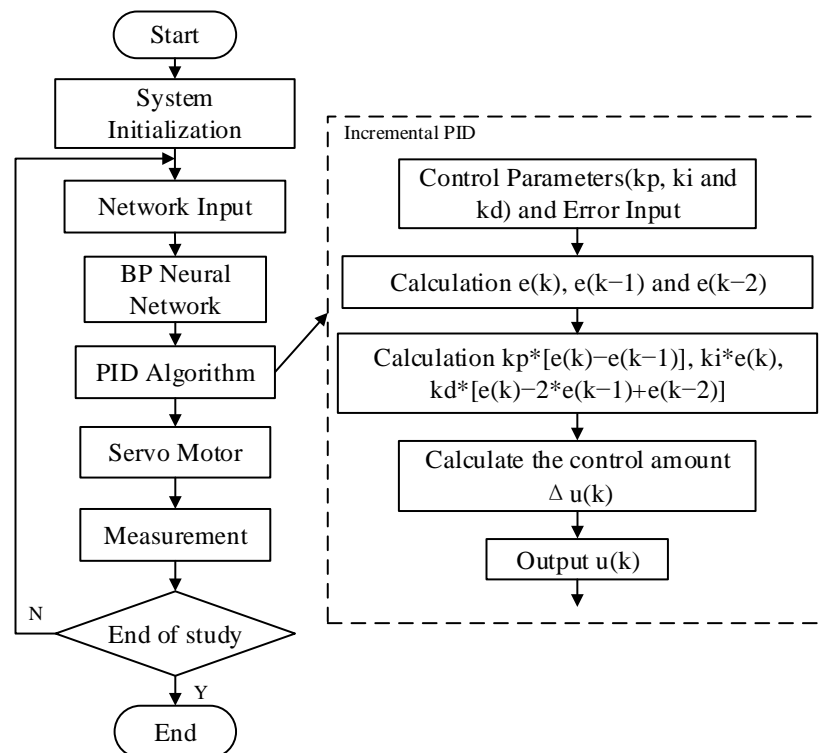 Start
System
Initialization
Network Input
BP Neural
Network
PID Algorithm
Servo Motor
Measurement
End of study
N
Y
End
Incremental PID
Control Parameters(kp, ki and
kd) and Error Input
Calculation e(k), e(k−1) and e(k−2)
Calculation kp*[e(k)−e(k−1)], ki*e(k),
kd*[e(k)−2*e(k−1)+e(k−2)]
Calculate the control amount
Δ u(k)
Output u(k)